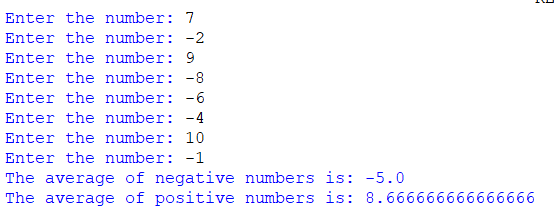 Enter the number: 7
Enter the number: -2
Enter the number: 9
Enter the number: -8
Enter the number: -6
Enter the number: -4
Enter the number: 10
Enter the number: -1
The average of negative numbers is: -5.0
The average of positive numbers is: 8.666666666666666